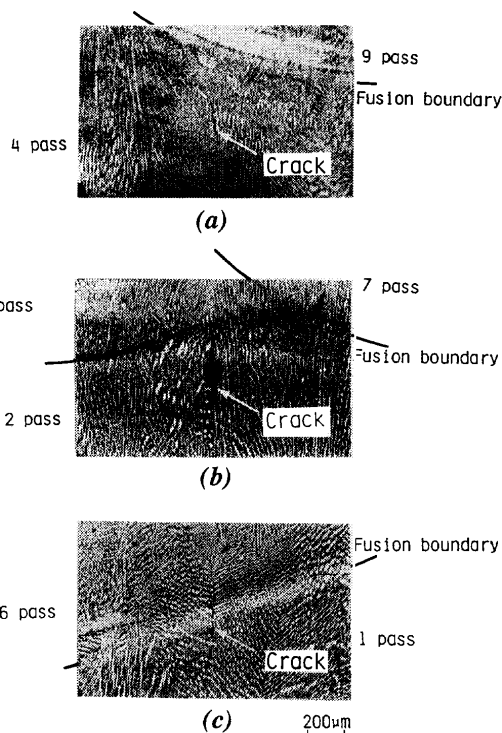 9 pass
Fusion boundary
4 pass
Crack
(a)
7 pass
pass
Fusion boundary
2 pass
Crack
(b)
Fusion boundary
6 pass
1 pass
Crack
(c)
200μm